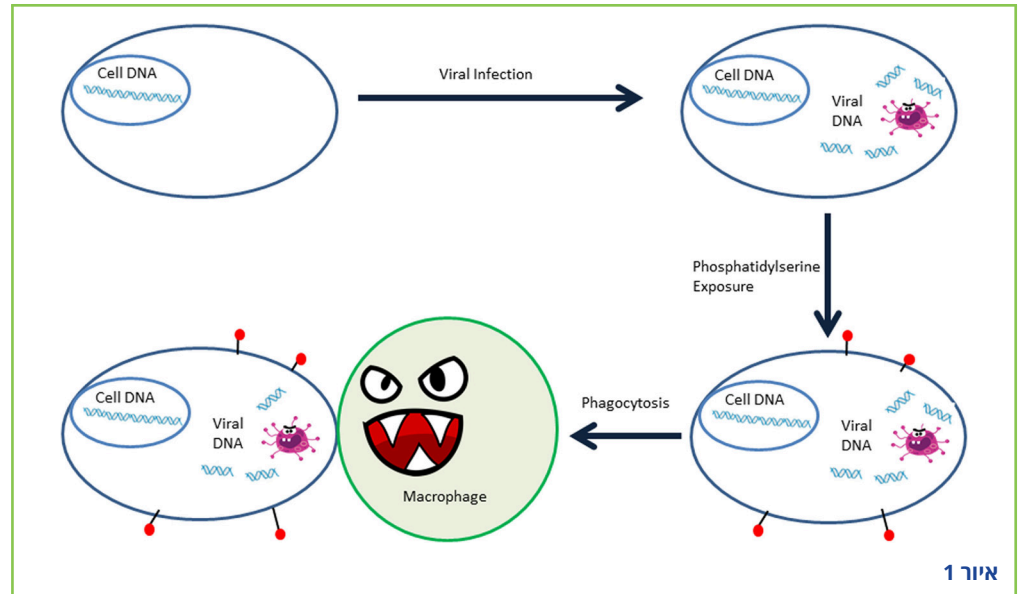 Cell DNA
Viral Infection
Cell DNA
Viral
DNA
Phosphatidylserine
Exposure
Cell DNA
Viral
DNA
Phagocytosis
Cell DNA
Viral
DNA
Macrophage
איור 1